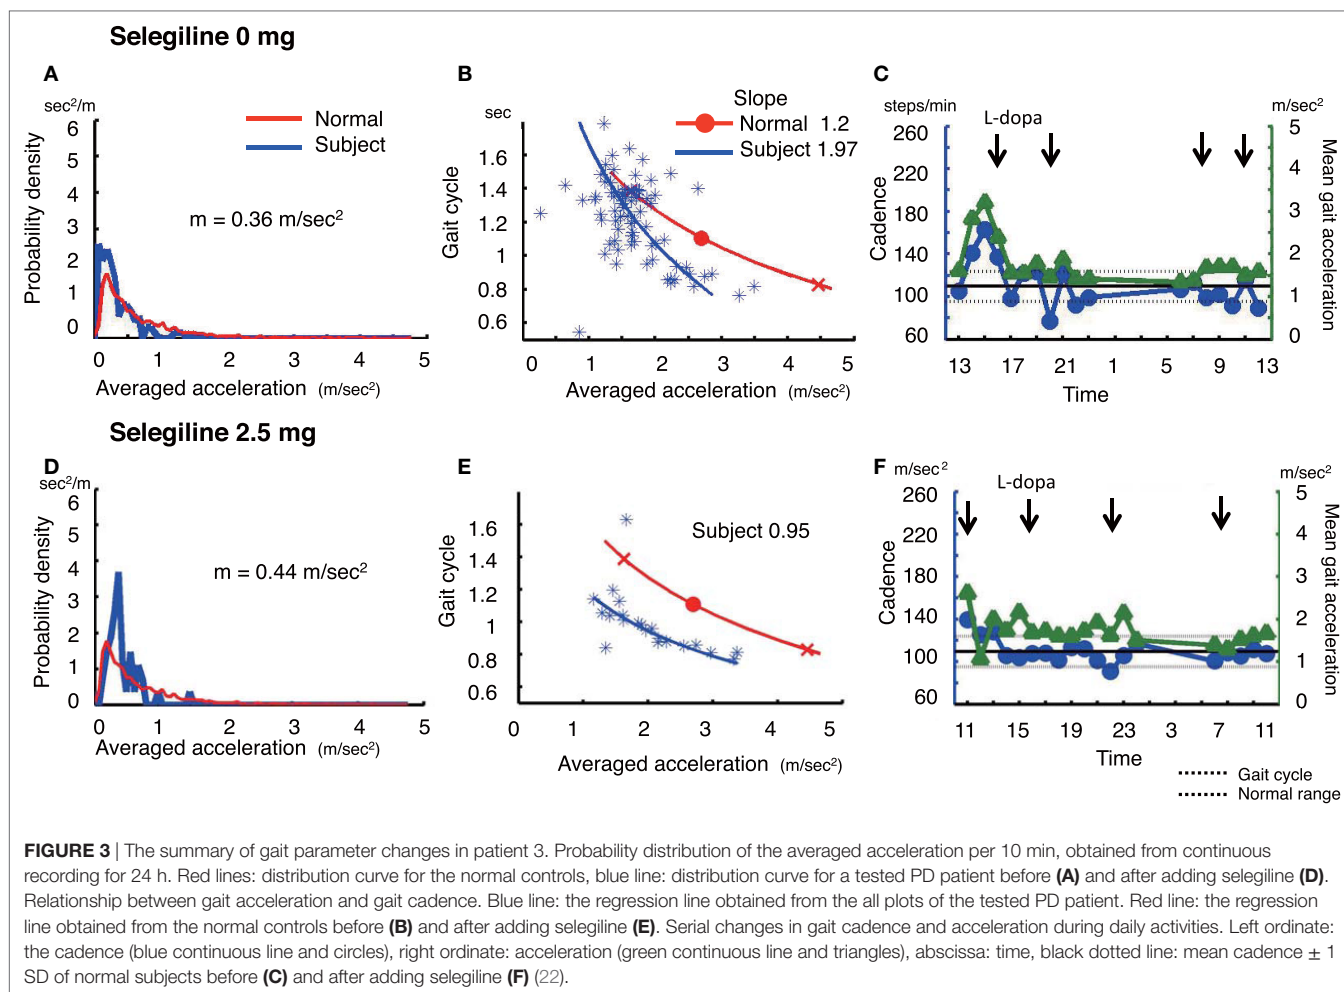 Selegiline 0 mg
A
sec²/m
6
5
4
3
2
1
0
Probability density
Normal
Subject
m = 0.36 m/sec²
0
1
2
3
4
5
Averaged acceleration (m/sec²)
B
sec
1.6
1.4
1.2
1
0.8
0.6
Gait cycle
Slope
Normal 1.2
Subject 1.97
0
1
2
3
4
5
Averaged acceleration (m/sec²)
C
steps/min
260
220
180
140
100
60
Cadence
L-dopa
m/sec²
5
4
3
2
1
0
Mean gait acceleration
13 17 21 1 5 9 13
Time
Selegiline 2.5 mg
D
sec²/m
6
5
4
3
2
1
0
Probability density
m = 0.44 m/sec²
0
1
2
3
4
5
Averaged acceleration (m/sec²)
E
1.6
1.4
1.2
1
0.8
0.6
Gait cycle
Subject 0.95
0
1
2
3
4
5
Averaged acceleration (m/sec²)
F
m/sec²
260
220
180
140
100
60
Cadence
L-dopa
m/sec²
5
4
3
2
1
0
Mean gait acceleration
11 15 19 23 3 7 11
Time
Gait cycle
Normal range
FIGURE 3 | The summary of gait parameter changes in patient 3. Probability distribution of the averaged acceleration per 10 min, obtained from continuous
recording for 24 h. Red lines: distribution curve for the normal controls, blue line: distribution curve for a tested PD patient before (A) and after adding selegiline (D).
Relationship between gait acceleration and gait cadence. Blue line: the regression line obtained from the all plots of the tested PD patient. Red line: the regression
line obtained from the normal controls before (B) and after adding selegiline (E). Serial changes in gait cadence and acceleration during daily activities. Left ordinate:
the cadence (blue continuous line and circles), right ordinate: acceleration (green continuous line and triangles), abscissa: time, black dotted line: mean cadence ± 1
SD of normal subjects before (C) and after adding selegiline (F) (22).